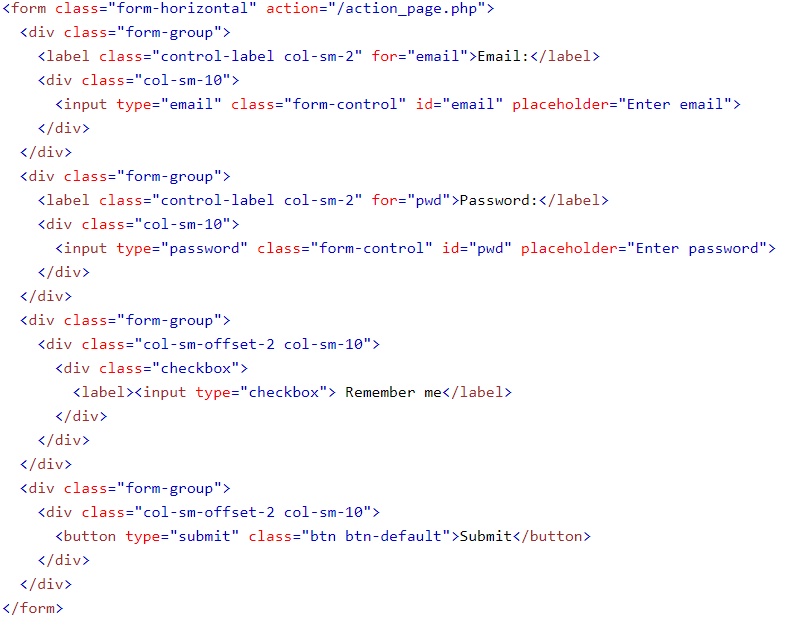 <form class="form-horizontal" action="/action_page.php">
  <div class="form-group">
    <label class="control-label col-sm-2" for="email">Email:</label>
    <div class="col-sm-10">
      <input type="email" class="form-control" id="email" placeholder="Enter email">
    </div>
  </div>
  <div class="form-group">
    <label class="control-label col-sm-2" for="pwd">Password:</label>
    <div class="col-sm-10">
      <input type="password" class="form-control" id="pwd" placeholder="Enter password">
    </div>
  </div>
  <div class="form-group">
    <div class="col-sm-offset-2 col-sm-10">
      <div class="checkbox">
        <label><input type="checkbox"> Remember me</label>
      </div>
    </div>
  </div>
  <div class="form-group">
    <div class="col-sm-offset-2 col-sm-10">
      <button type="submit" class="btn btn-default">Submit</button>
    </div>
  </div>
</form>